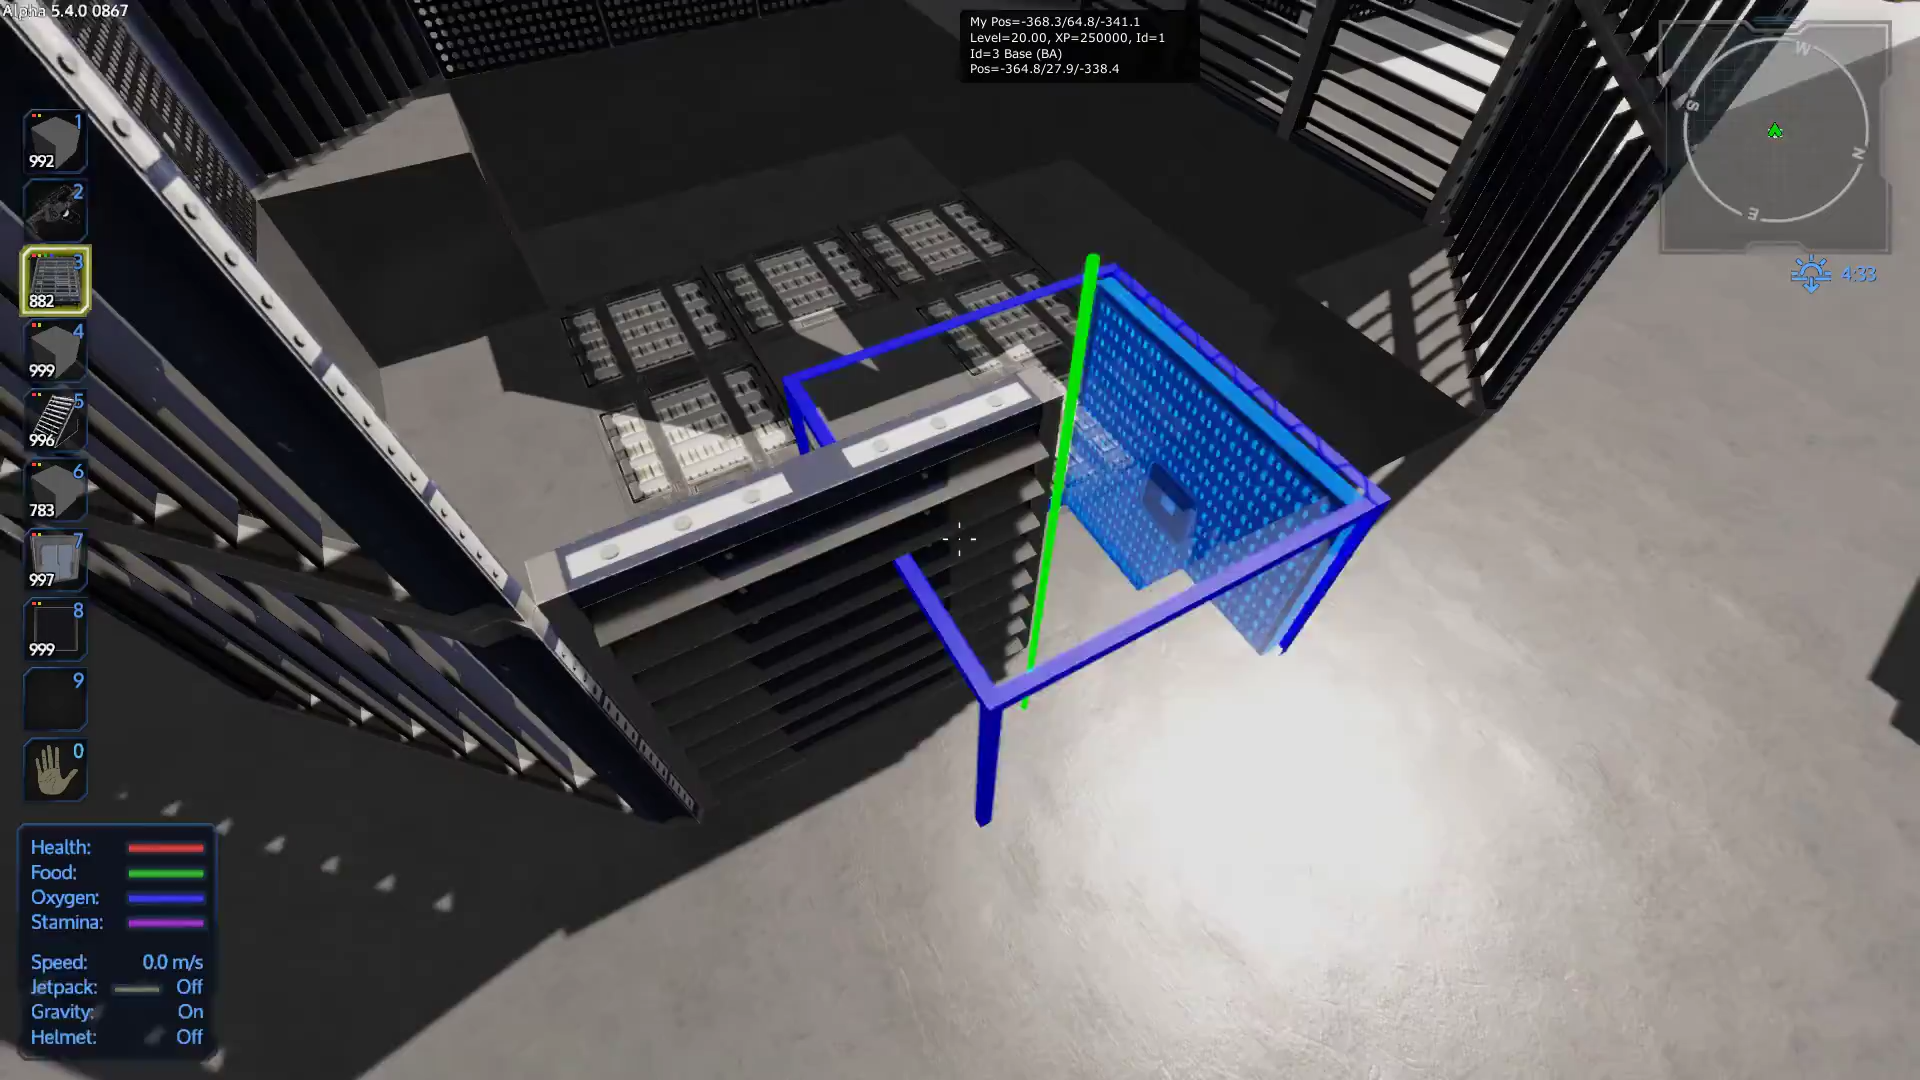 Alpha 5.4.0 0867
My Pos=-368.3/64.8/-341.1
Level=20.00, XP=250000, Id=1
Id=3 Base (BA)
Pos=-364.8/27.9/-338.4
W
S
N
E
4:33
1
992
2
3
882
4
999
5
996
6
783
7
997
8
999
9
0
Health:
Food:
Oxygen:
Stamina:
Speed: 0.0 m/s
Jetpack: Off
Gravity: On
Helmet: Off